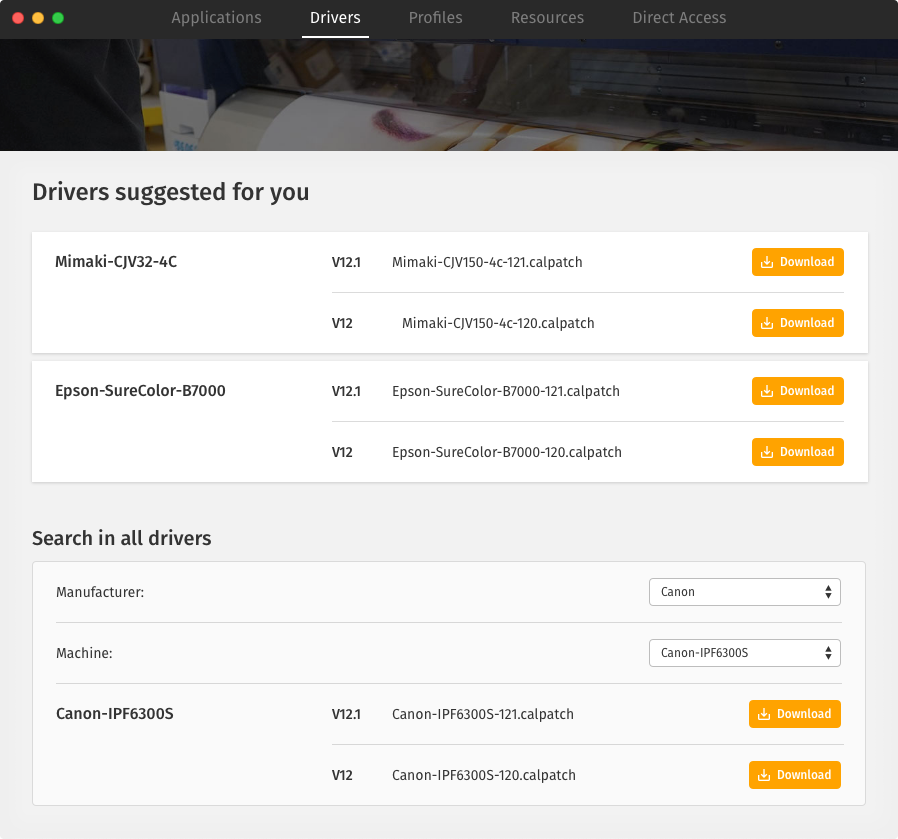 Applications Drivers Profiles Resources Direct Access
Drivers suggested for you
Mimaki-CJV32-4C V12.1 Mimaki-CJV150-4c-121.calpatch Download
V12 Mimaki-CJV150-4c-120.calpatch Download
Epson-SureColor-B7000 V12.1 Epson-SureColor-B7000-121.calpatch Download
V12 Epson-SureColor-B7000-120.calpatch Download
Search in all drivers
Manufacturer: Canon
Machine: Canon-IPF6300S
Canon-IPF6300S V12.1 Canon-IPF6300S-121.calpatch Download
V12 Canon-IPF6300S-120.calpatch Download